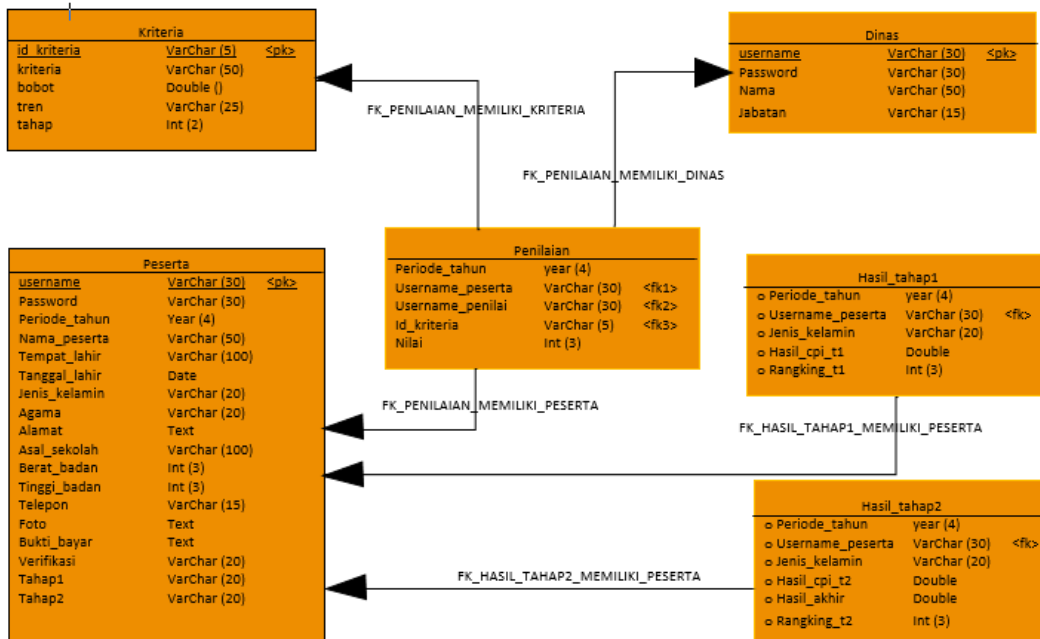 Kriteria
id_kriteria VarChar (5) <pk>
kriteria VarChar (50)
bobot Double ()
tren VarChar (25)
tahap Int (2)
Dinas
username VarChar (30) <pk>
Password VarChar (30)
Nama VarChar (50)
Jabatan VarChar (15)
FK_PENILAIAN_MEMILIKI_KRITERIA
FK_PENILAIAN_MEMILIKI_DINAS
Penilaian
Periode_tahun year (4)
Username_peserta VarChar (30) <fk1>
Username_penilai VarChar (30) <fk2>
Id_kriteria VarChar (5) <fk3>
Nilai Int (3)
Peserta
username VarChar (30) <pk>
Password VarChar (30)
Periode_tahun Year (4)
Nama_peserta VarChar (50)
Tempat_lahir VarChar (100)
Tanggal_lahir Date
Jenis_kelamin VarChar (20)
Agama VarChar (20)
Alamat Text
Asal_sekolah VarChar (100)
Berat_badan Int (3)
Tinggi_badan Int (3)
Telepon VarChar (15)
Foto Text
Bukti_bayar Text
Verifikasi VarChar (20)
Tahap1 VarChar (20)
Tahap2 VarChar (20)
Hasil_tahap1
o Periode_tahun year (4)
o Username_peserta VarChar (30) <fk>
o Jenis_kelamin VarChar (20)
o Hasil_cpi_t1 Double
o Rangking_t1 Int (3)
FK_PENILAIAN_MEMILIKI_PESERTA
FK_HASIL_TAHAP1_MEMILIKI_PESERTA
Hasil_tahap2
o Periode_tahun year (4)
o Username_peserta VarChar (30) <fk>
o Jenis_kelamin VarChar (20)
o Hasil_cpi_t2 Double
o Hasil_akhir Double
o Rangking_t2 Int (3)
FK_HASIL_TAHAP2_MEMILIKI_PESERTA